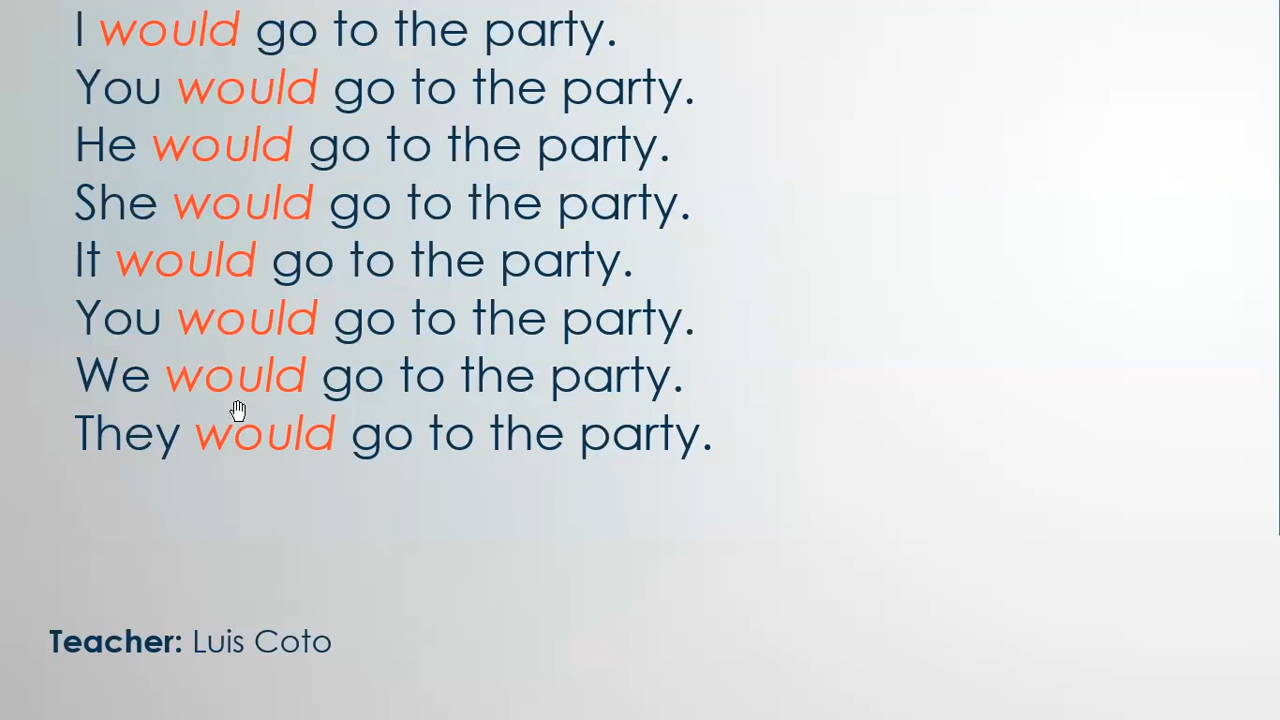 I would go to the party.
You would go to the party.
He would go to the party.
She would go to the party.
It would go to the party.
You would go to the party.
We would go to the party.
They would go to the party.
Teacher: Luis Coto